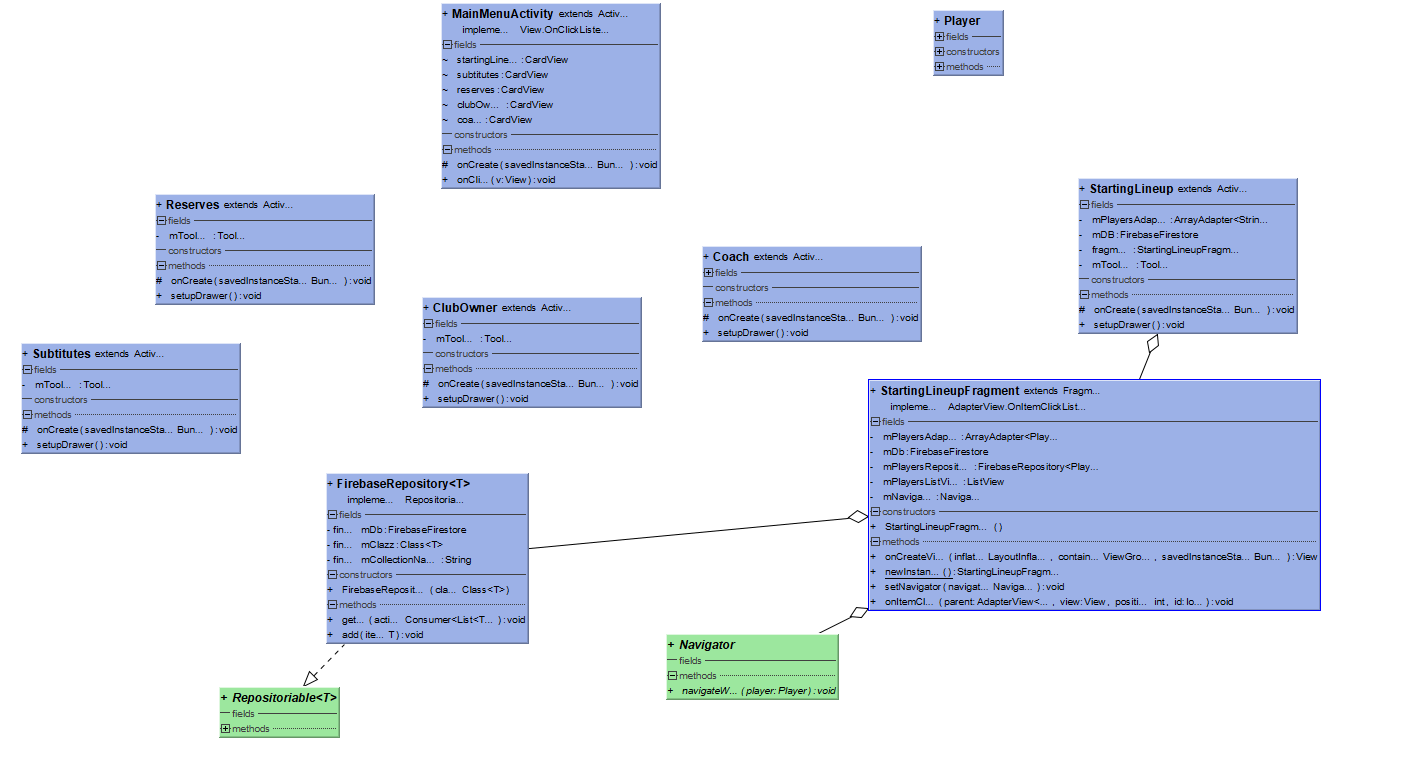 + MainMenuActivity extends Activ...
impleme... View.OnClickListe...
fields
~ startingLine... : CardView
~ subtitutes : CardView
~ reserves : CardView
~ clubOw... : CardView
~ coa... : CardView
constructors
methods
# onCreate ( savedInstanceSta... Bun... ) : void
+ onCli... ( v: View) : void
+ Player
fields
constructors
methods
+ Reserves extends Activ...
fields
- mTool... : Tool...
constructors
methods
# onCreate ( savedInstanceSta... Bun... ) : void
+ setupDrawer ( ) : void
+ StartingLineup extends Activ...
fields
- mPlayersAdap... : ArrayAdapter<Strin...
- mDB : FirebaseFirestore
- fragm... : StartingLineupFragm...
- mTool... : Tool...
constructors
methods
# onCreate ( savedInstanceSta... Bun... ) : void
+ setupDrawer ( ) : void
+ Coach extends Activ...
fields
constructors
methods
# onCreate ( savedInstanceSta... Bun... ) : void
+ setupDrawer ( ) : void
+ ClubOwner extends Activ...
fields
- mTool... : Tool...
constructors
methods
# onCreate ( savedInstanceSta... Bun... ) : void
+ setupDrawer ( ) : void
+ Subtitutes extends Activ...
fields
- mTool... : Tool...
constructors
methods
# onCreate ( savedInstanceSta... Bun... ) : void
+ setupDrawer ( ) : void
+ StartingLineupFragment extends Fragm...
impleme... AdapterView.OnItemClickList...
fields
- mPlayersAdap... : ArrayAdapter<Play...
- mDb : FirebaseFirestore
- mPlayersReposit... : FirebaseRepository<Play...
- mPlayersListVi... : ListView
- mNaviga... : Naviga...
constructors
+ StartingLineupFragm... ( )
methods
+ onCreateVi... ( inflat... LayoutInfla... , contain... ViewGro... , savedInstanceSta... Bun... ) : View
+ newInstan... ( ) : StartingLineupFragm...
+ setNavigator ( navigat... Naviga... ) : void
+ onItemCl... ( parent: AdapterView<... , view: View, positi... int, id: lo... ) : void
+ FirebaseRepository<T>
impleme... Repositoria...
fields
- fin... mDb : FirebaseFirestore
- fin... mClazz : Class<T>
- fin... mCollectionNa... : String
constructors
+ FirebaseReposit... ( cla... Class<T>)
methods
+ get... ( acti... Consumer<List<T... ) : void
+ add ( ite... T ) : void
+ Navigator
fields
methods
+ navigateW... ( player: Player) : void
+ Repositoriable<T>
fields
methods